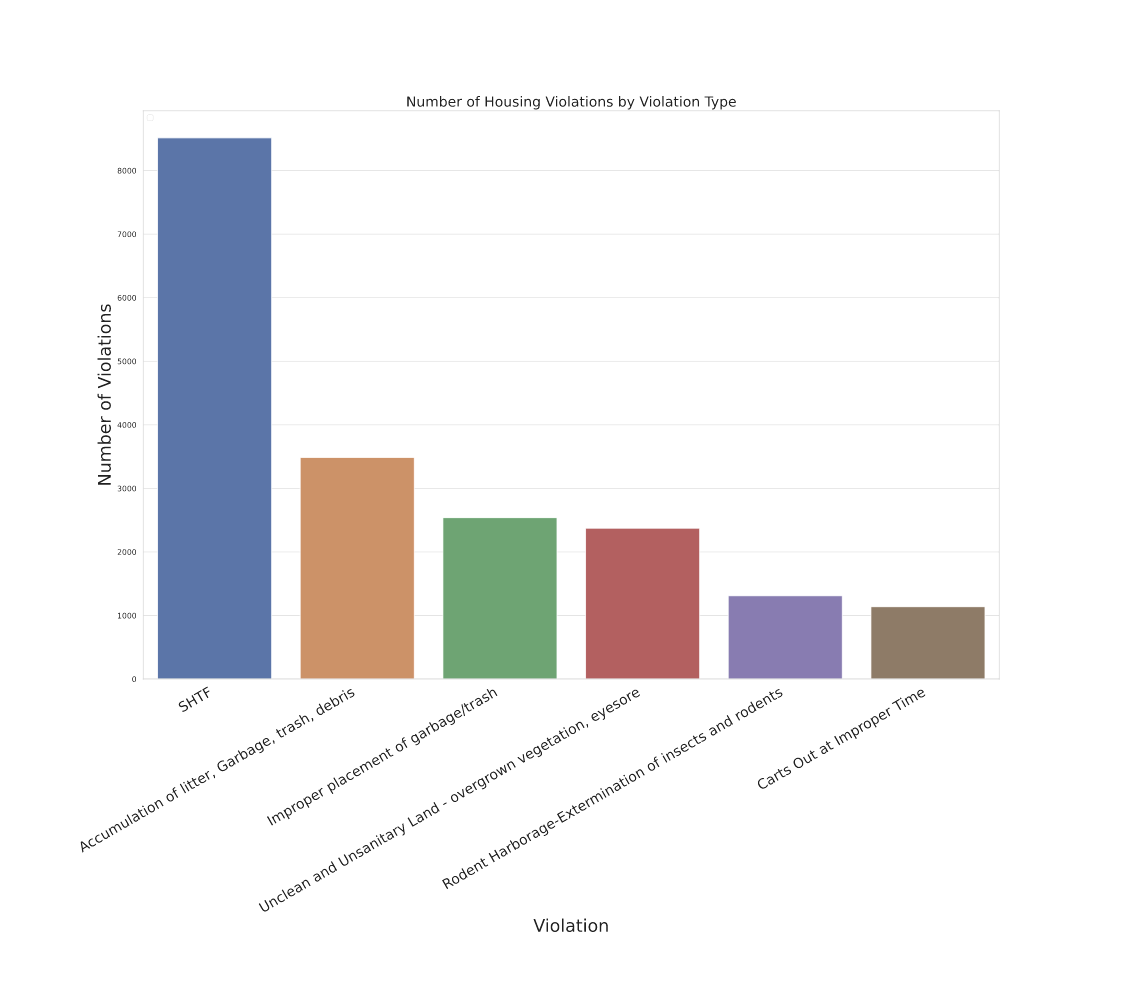 Number of Housing Violations by Violation Type
Number of Violations
8000
7000
6000
5000
4000
3000
2000
1000
0
SHTF
Accumulation of litter, Garbage, trash, debris
Improper placement of garbage/trash
Unclean and Unsanitary Land - overgrown vegetation, eyesore
Rodent Harborage-Extermination of insects and rodents
Carts Out at Improper Time
Violation